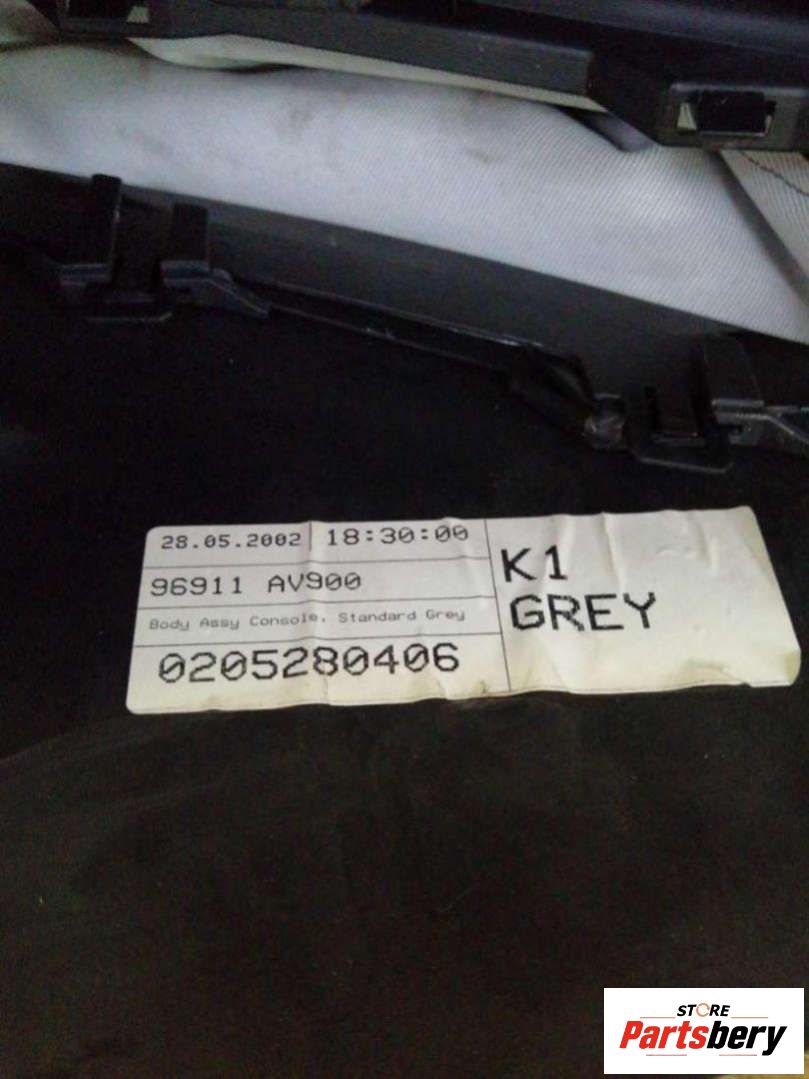 28.05.2002 18:30:00
96911 AV900
Body Assy Console, Standard Grey
0205280406
K1
GREY
STORE
Partsbery